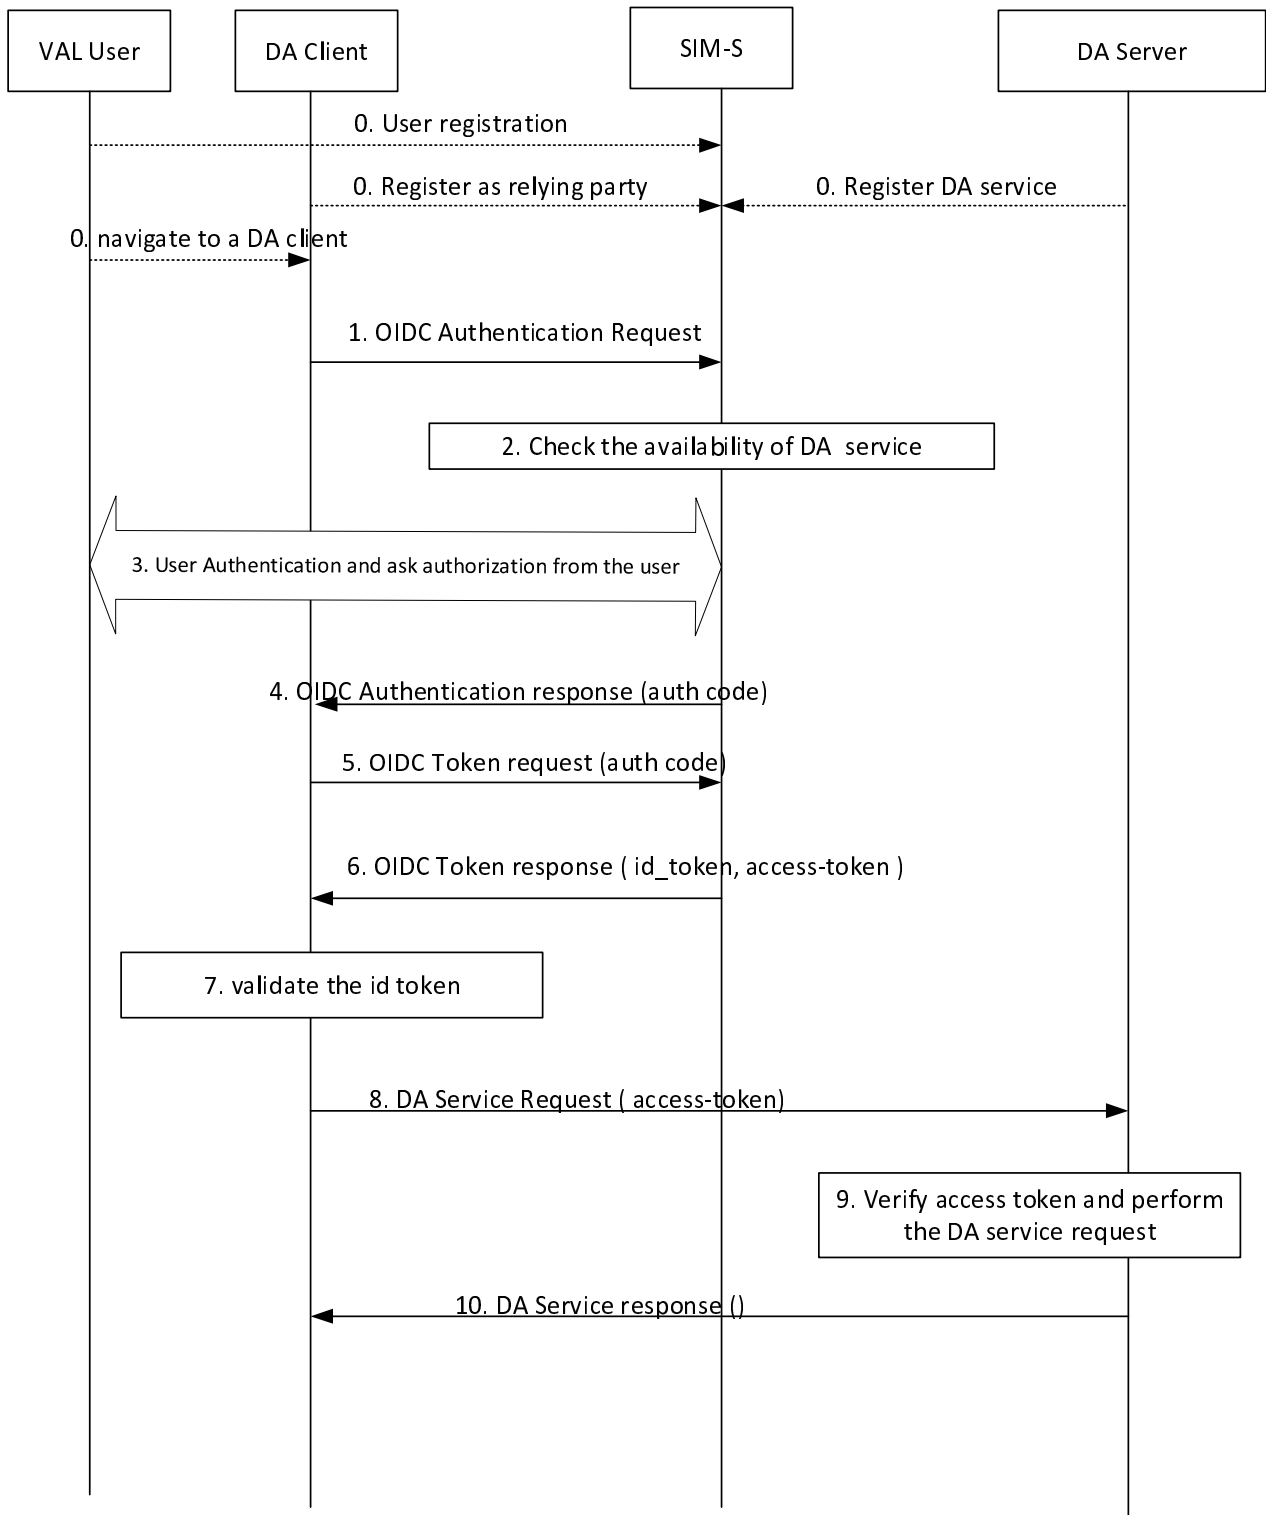 VAL User
DA Client
SIM-S
DA Server
0. User registration
0. Register as relying party
0. Register DA service
0. navigate to a DA client
1. OIDC Authentication Request
2. Check the availability of DA service
3. User Authentication and ask authorization from the user
4. OIDC Authentication response (auth code)
5. OIDC Token request (auth code)
6. OIDC Token response ( id_token, access-token )
7. validate the id token
8. DA Service Request ( access-token)
9. Verify access token and perform
the DA service request
10. DA Service response ()